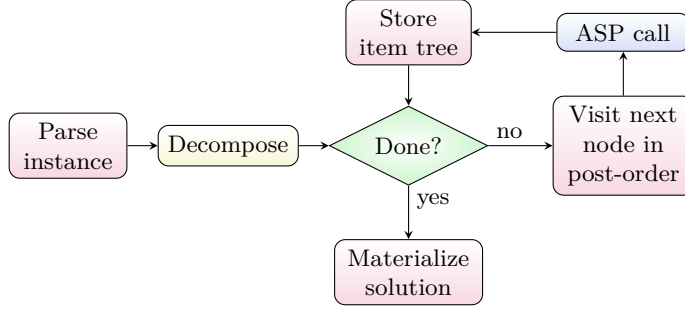 Store
item tree
ASP call
Parse
instance
Decompose
Done?
no
Visit next
node in
post-order
yes
Materialize
solution